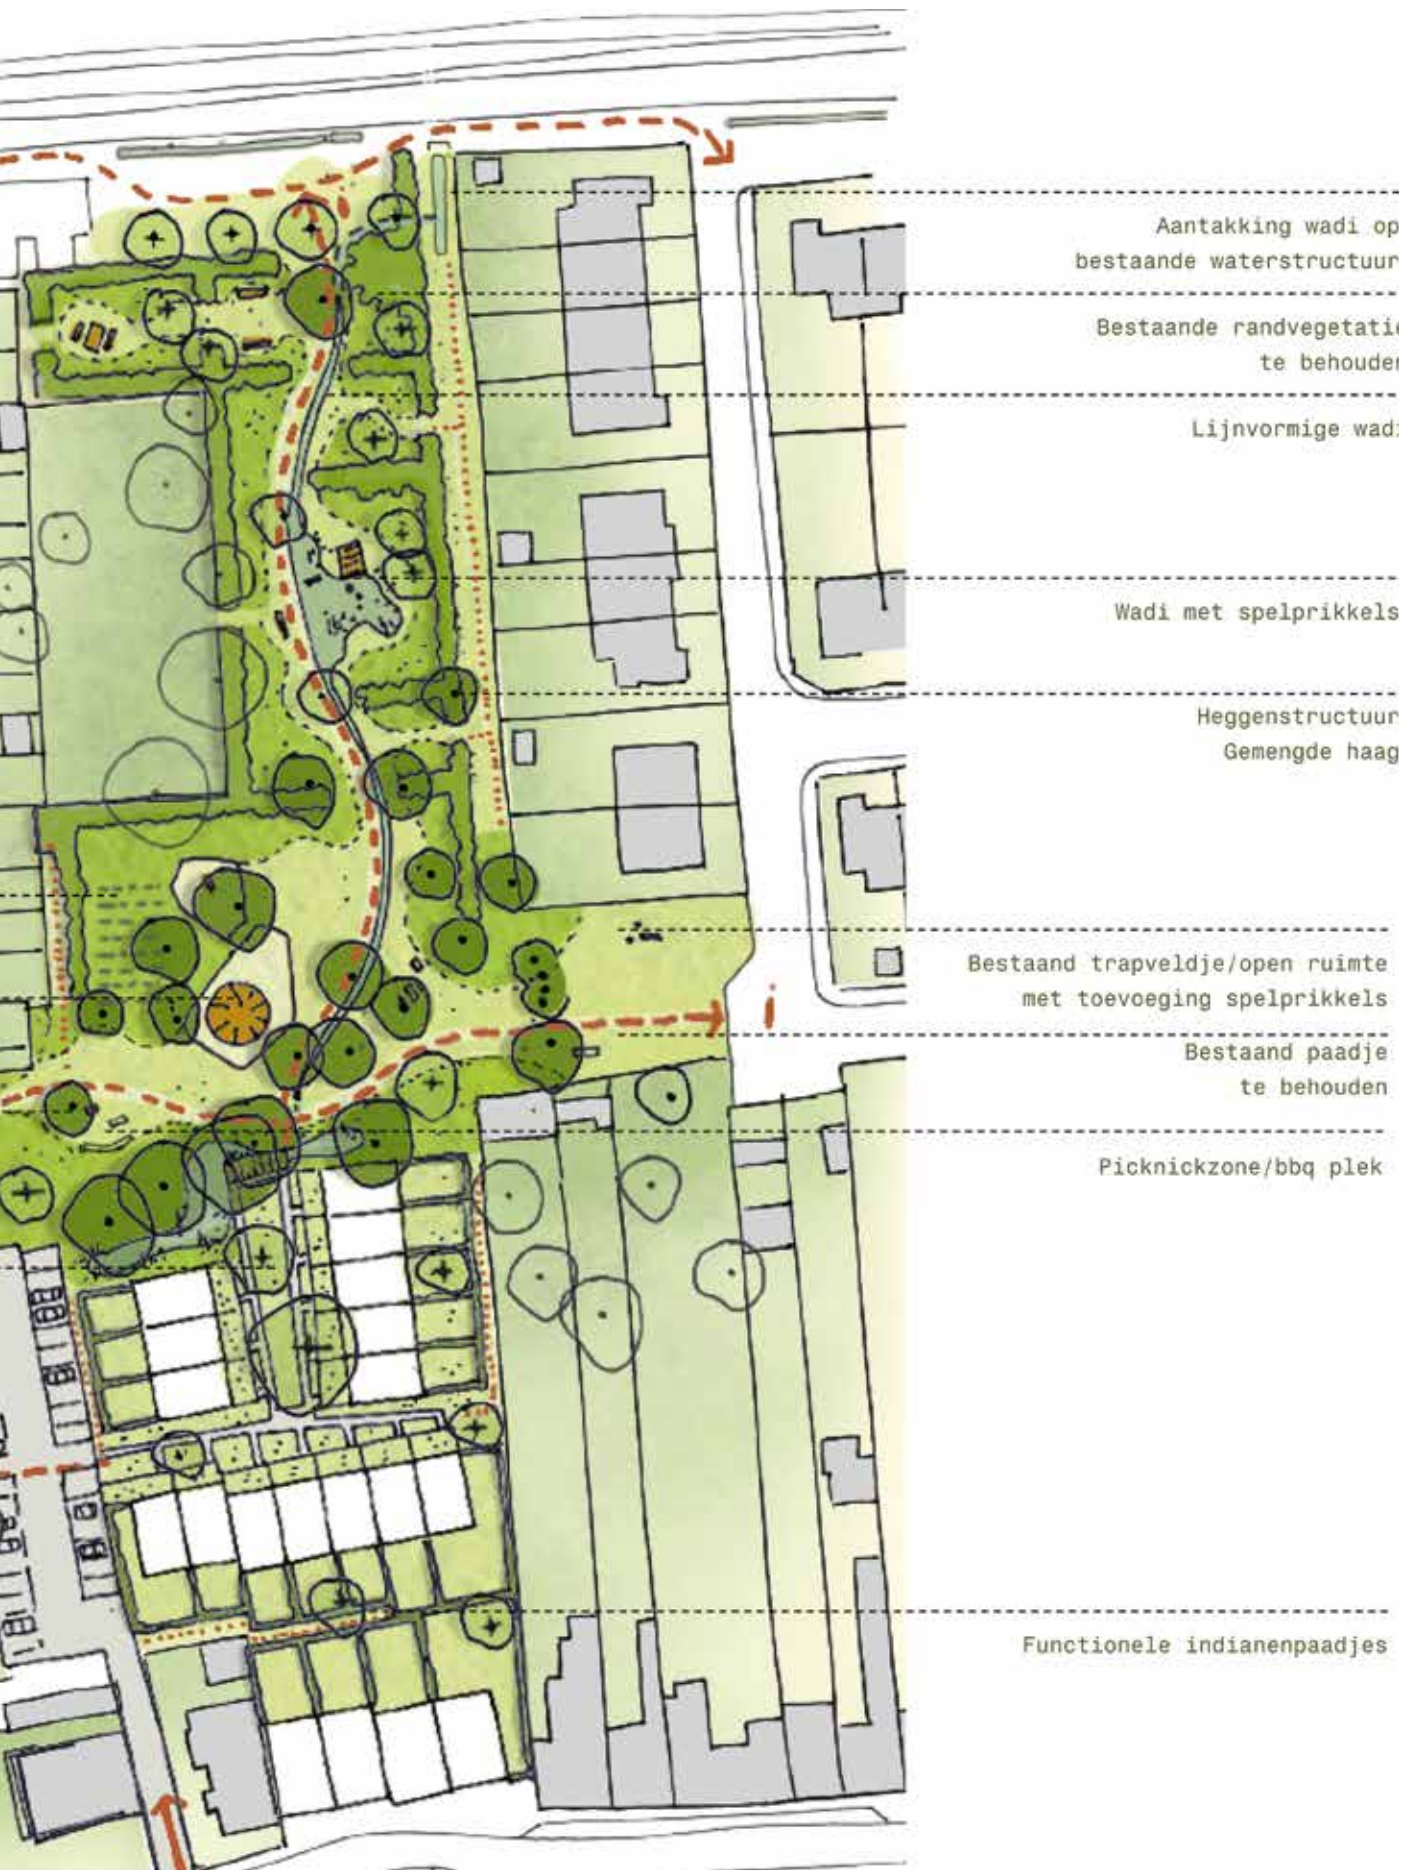 Aantakking wadi op
bestaande waterstructuur
Bestaande randvegetatie
te behouden
Lijnvormige wadi
Wadi met spelprikkels
Heggenstructuur
Gemengde haag
Bestaand trapveldje/open ruimte
met toevoeging spelprikkels
Bestaand paadje
te behouden
Picknickzone/bbq plek
Functionele indianenpaadjes